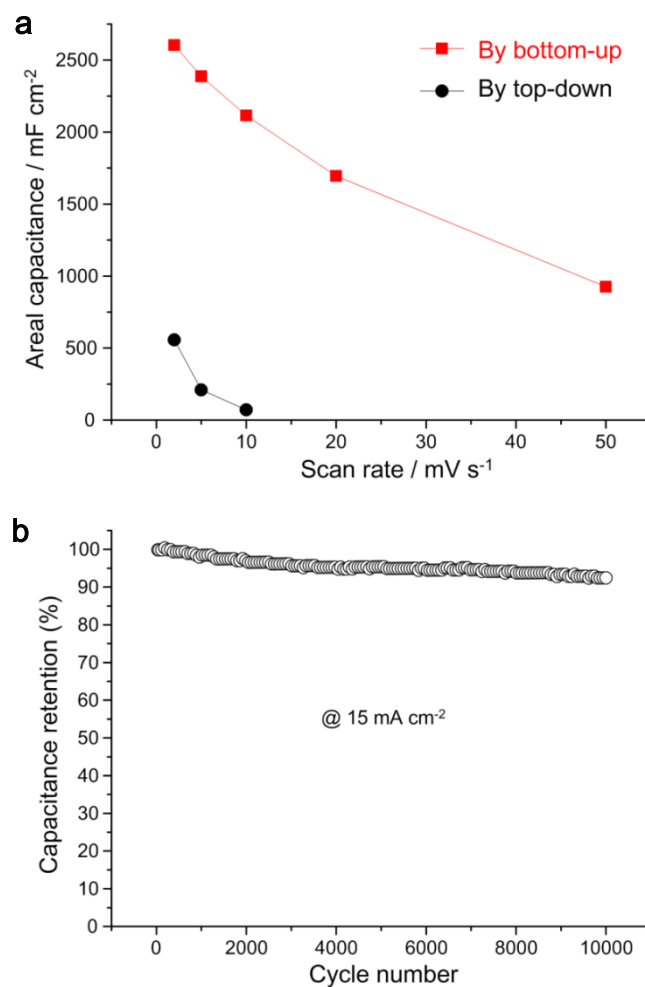 a
By bottom-up
By top-down
2500
2000
1500
1000
500
0
Areal capacitance / mF cm⁻²
0 10 20 30 40 50
Scan rate / mV s⁻¹
b
100
90
80
70
60
50
40
30
20
10
0
Capacitance retention (%)
@ 15 mA cm⁻²
0 2000 4000 6000 8000 10000
Cycle number